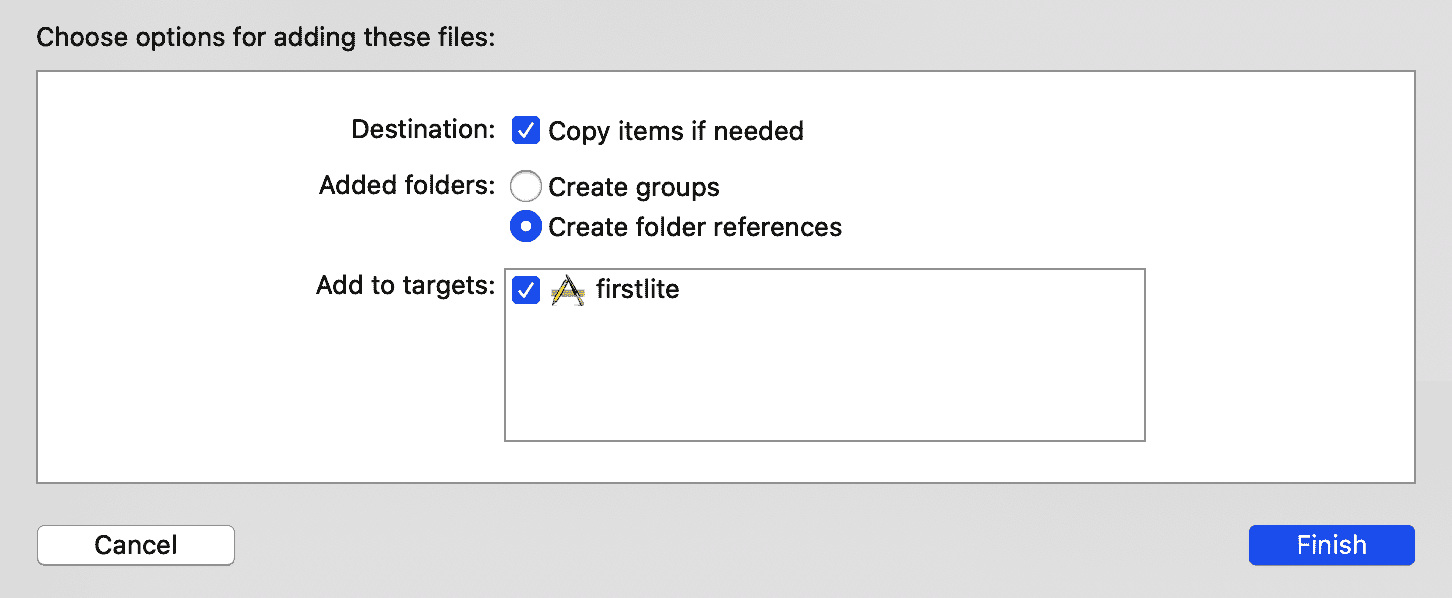 Choose options for adding these files:
Destination: Copy items if needed
Added folders: Create groups
Create folder references
Add to targets: firstlite
Cancel Finish